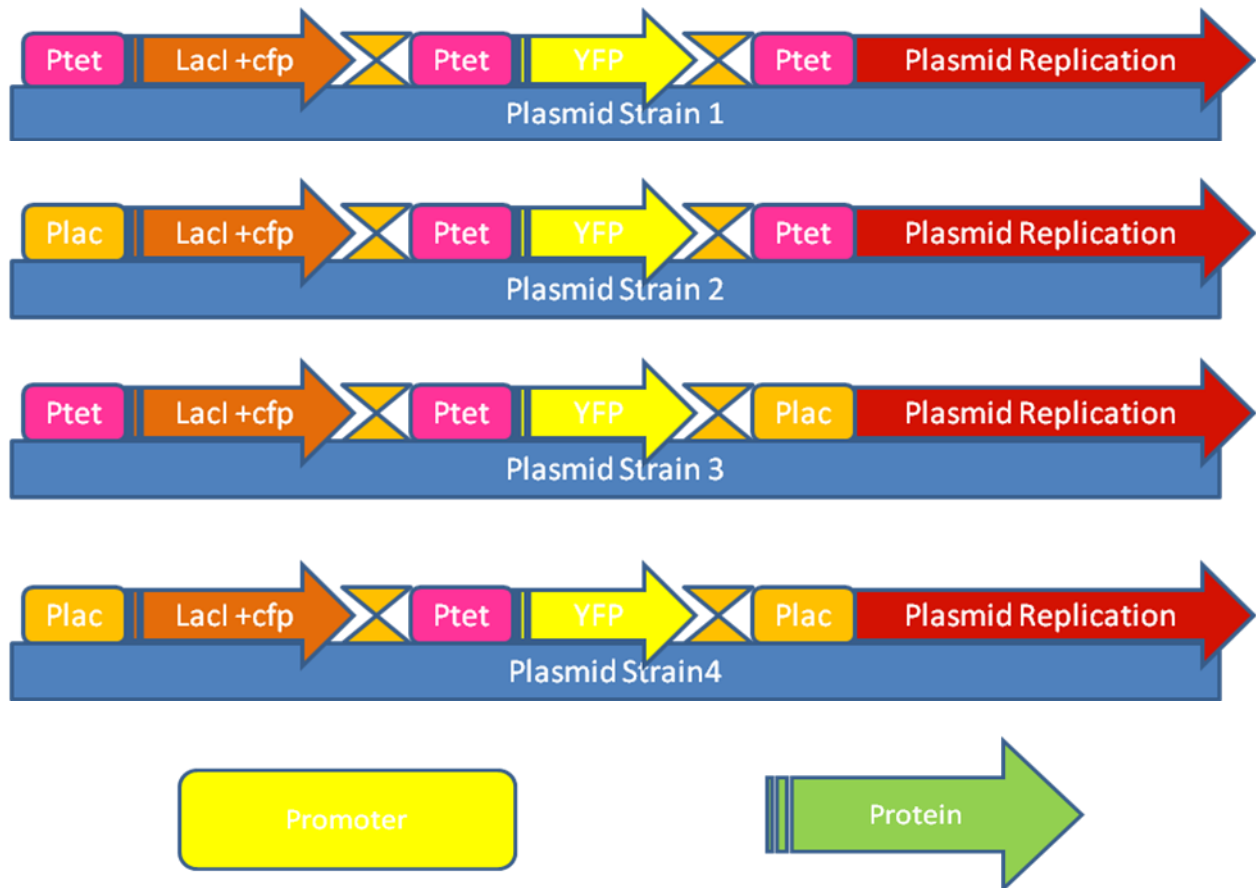 Ptet LacI +cfp Ptet YFP Ptet Plasmid Replication
Plasmid Strain 1
Plac LacI +cfp Ptet YFP Ptet Plasmid Replication
Plasmid Strain 2
Ptet LacI +cfp Ptet YFP Plac Plasmid Replication
Plasmid Strain 3
Plac LacI +cfp Ptet YFP Plac Plasmid Replication
Plasmid Strain4
Promoter Protein